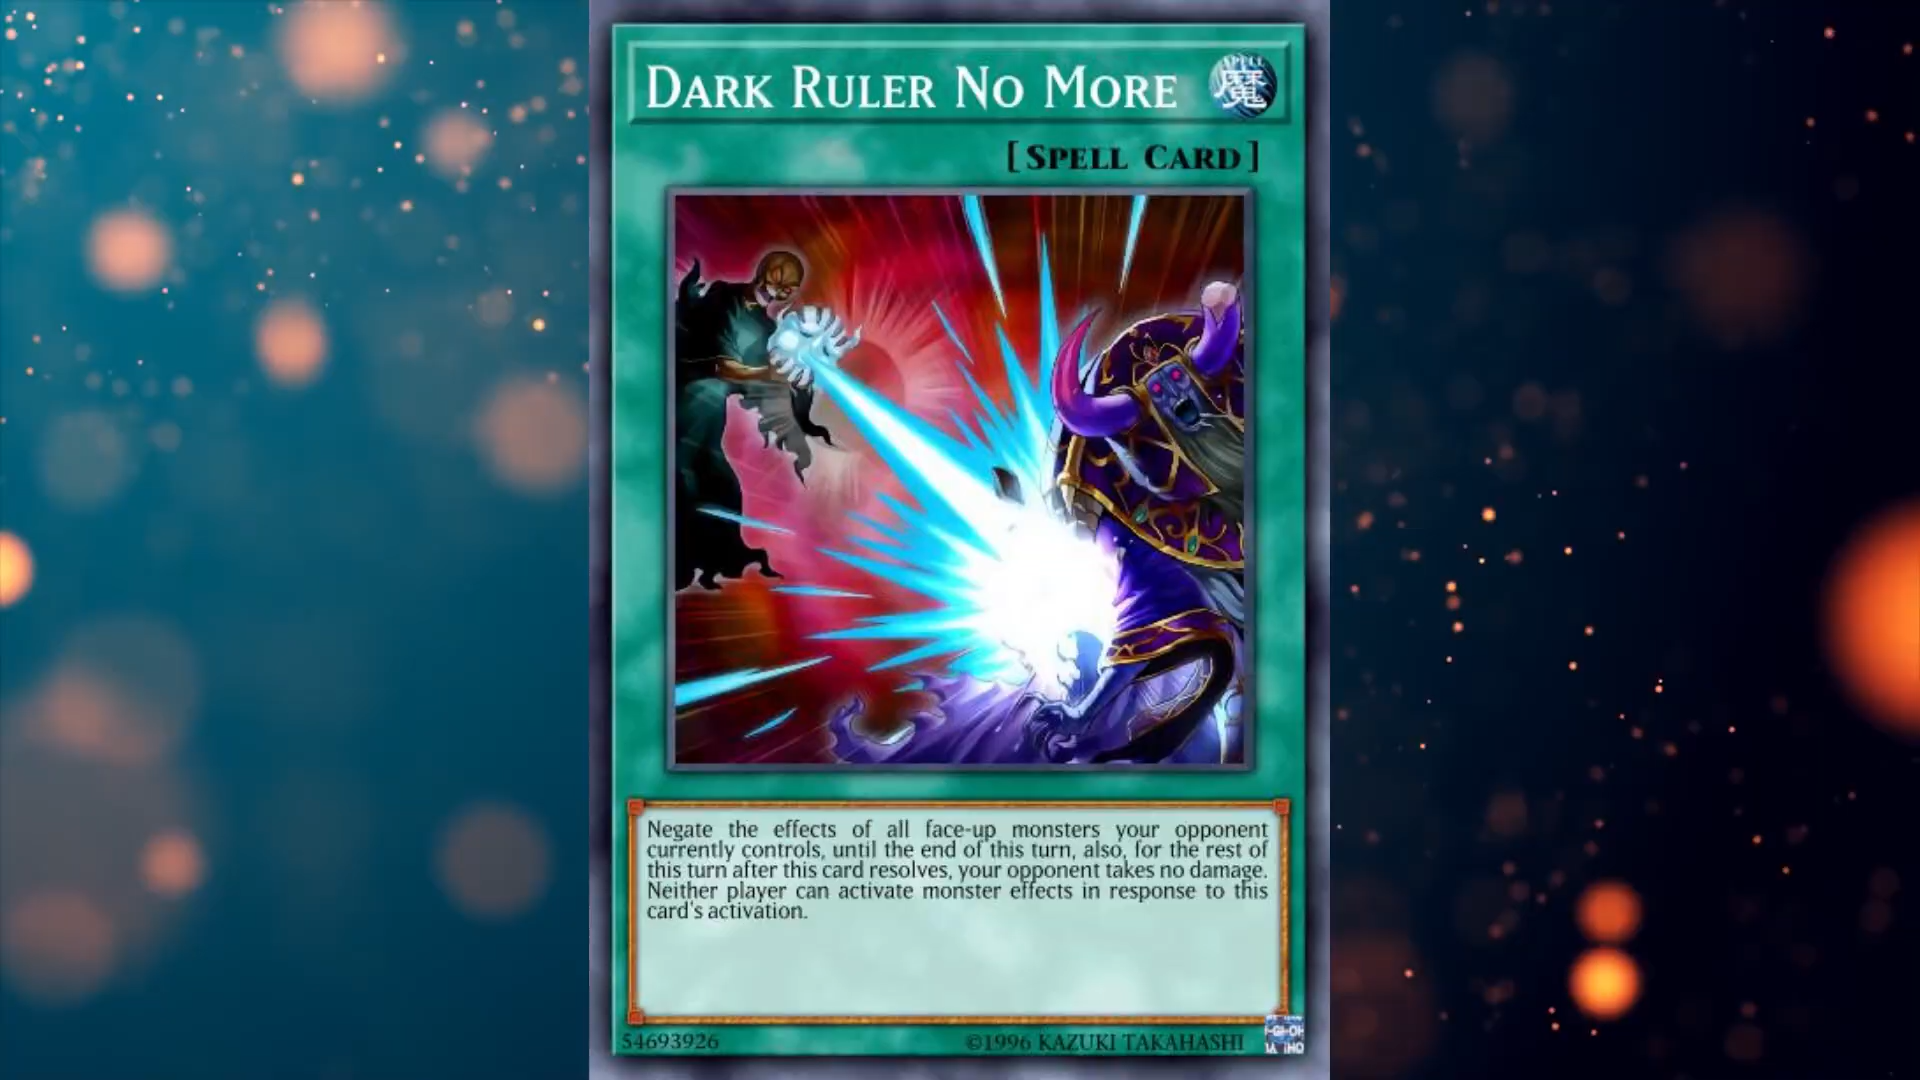 DARK RULER NO MORE
SPELL
魔
[SPELL CARD]
Negate the effects of all face-up monsters your opponent
currently controls, until the end of this turn, also, for the rest of
this turn after this card resolves, your opponent takes no damage.
Neither player can activate monster effects in response to this
card's activation.
54693926
©1996 KAZUKI TAKAHASHI